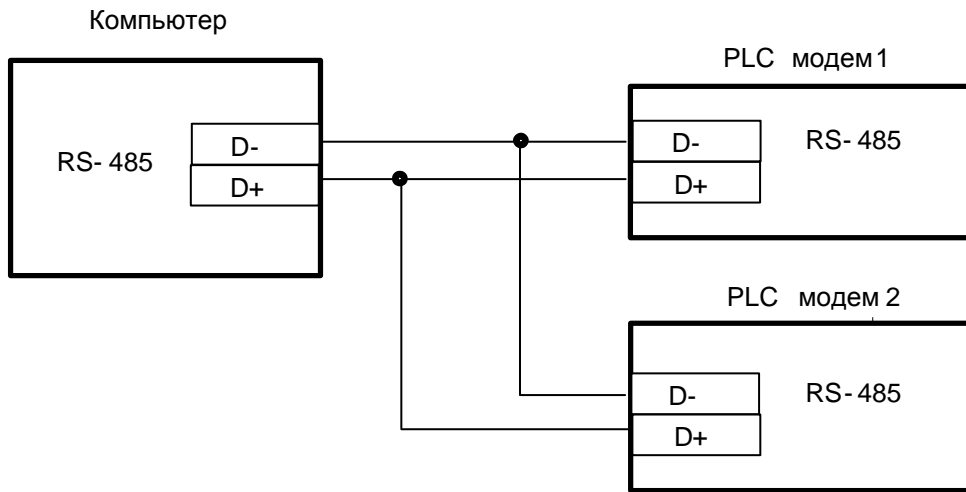 Компьютер
RS- 485
D-
D+
PLC модем 1
D-
D+
RS- 485
PLC модем 2
D-
D+
RS- 485